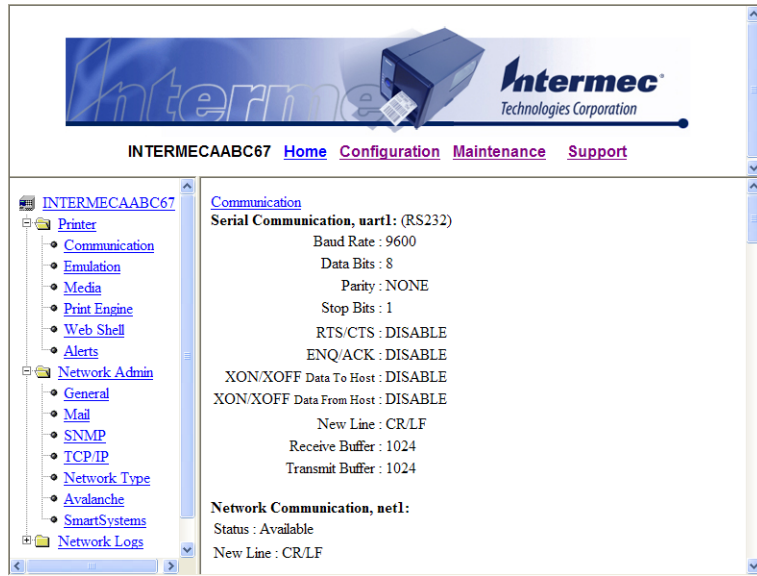 Intermec
Intermec
Technologies Corporation
INTERMECAABC67 Home Configuration Maintenance Support
INTERMECAABC67
Printer
Communication
Emulation
Media
Print Engine
Web Shell
Alerts
Network Admin
General
Mail
SNMP
TCP/IP
Network Type
Avalanche
SmartSystems
Network Logs
Communication
Serial Communication, uart1: (RS232)
Baud Rate : 9600
Data Bits : 8
Parity : NONE
Stop Bits : 1
RTS/CTS : DISABLE
ENQ/ACK : DISABLE
XON/XOFF Data To Host : DISABLE
XON/XOFF Data From Host : DISABLE
New Line : CR/LF
Receive Buffer : 1024
Transmit Buffer : 1024
Network Communication, net1:
Status : Available
New Line : CR/LF